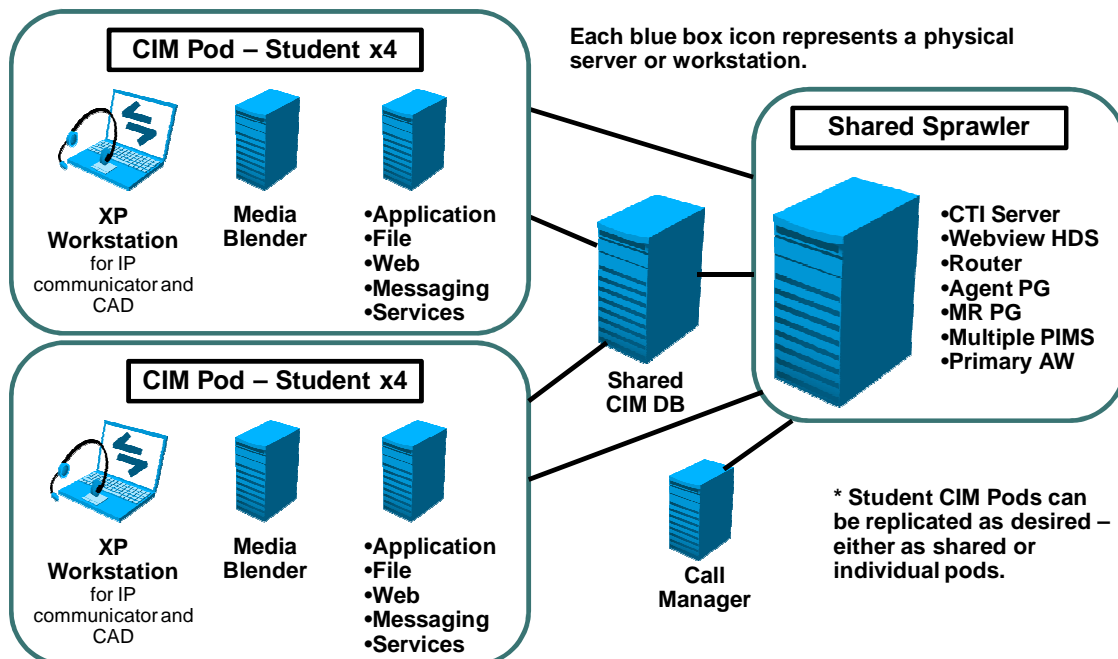 CIM Pod – Student x4
XP
Workstation
for IP
communicator and
CAD
Media
Blender
•Application
•File
•Web
•Messaging
•Services
Each blue box icon represents a physical
server or workstation.
Shared Sprawler
•CTI Server
•Webview HDS
•Router
•Agent PG
•MR PG
•Multiple PIMS
•Primary AW
Shared
CIM DB
CIM Pod – Student x4
XP
Workstation
for IP
communicator and
CAD
Media
Blender
•Application
•File
•Web
•Messaging
•Services
Call
Manager
* Student CIM Pods can
be replicated as desired –
either as shared or
individual pods.